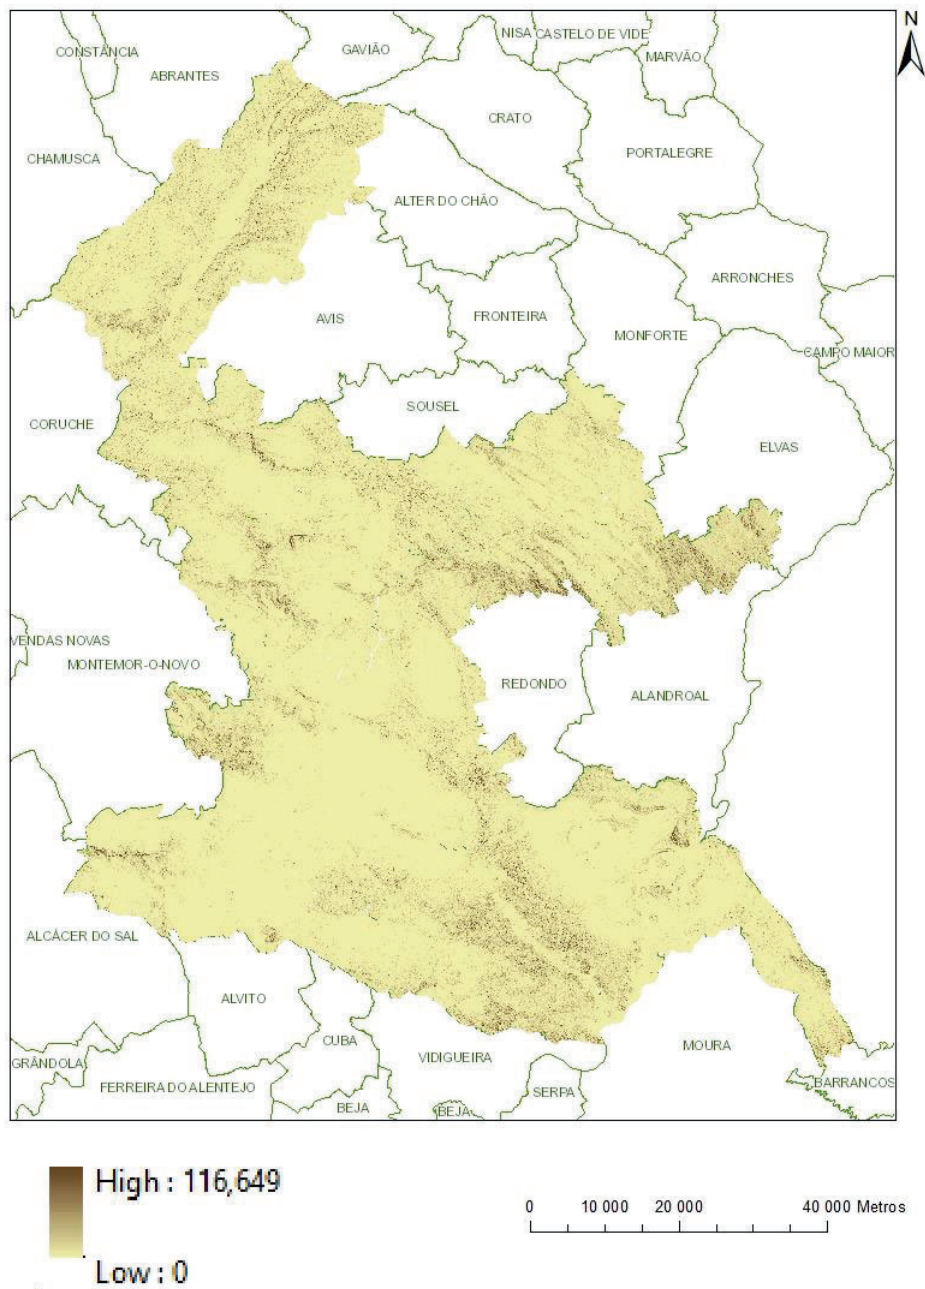 N
NISA CASTELO DE VIDE
GAVIÃO
CONSTÂNCIA
MARVÃO
ABRANTES
CRATO
PORTALEGRE
CHAMUSCA
ALTER DO CHÃO
ARRONCHES
AVIS
FRONTEIRA
MONFORTE
CAMPO MAIOR
SOUSEL
CORUCHE
ELVAS
VENDAS NOVAS
MONTEMOR-O-NOVO
REDONDO
ALANDROAL
ALCÁCER DO SAL
ALVITO
CUBA
MOURA
VIDIGUEIRA
GRÂNDOLA
FERREIRA DO ALENTEJO
SERPA
BARRANCOS
BEJA
BEJA
High : 116,649
Low : 0
0 10 000 20 000 40 000 Metros